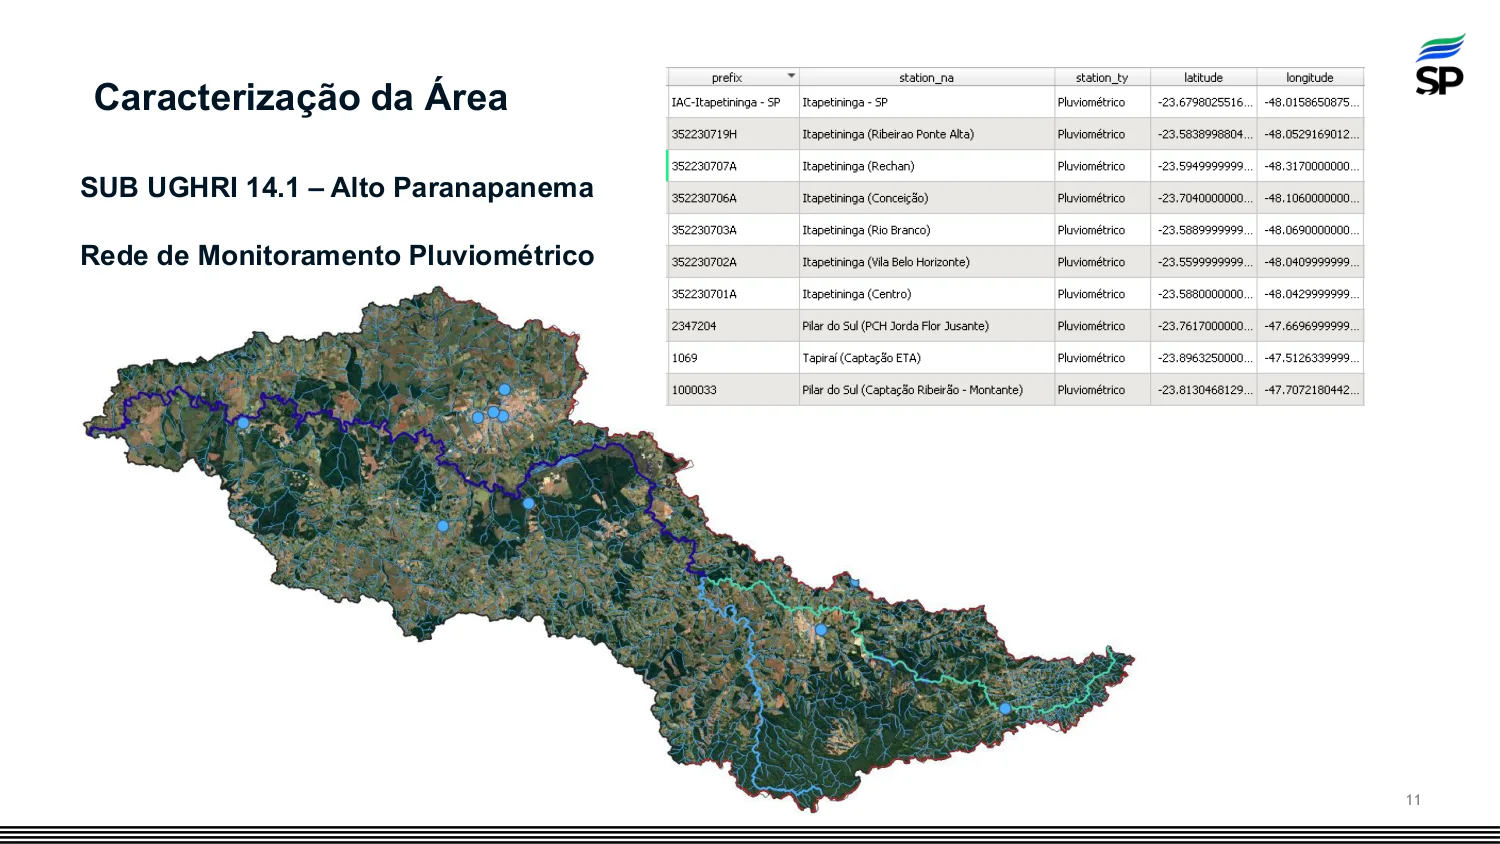 SP
Caracterização da Área
SUB UGHRI 14.1 – Alto Paranapanema
Rede de Monitoramento Pluviométrico
prefix station_na station_ty latitude longitude
IAC-Itapetininga - SP Itapetininga - SP Pluviométrico -23.6798025516... -48.0158650875...
352230719H Itapetininga (Ribeirao Ponte Alta) Pluviométrico -23.5838998804... -48.0529169012...
352230707A Itapetininga (Rechan) Pluviométrico -23.5949999999... -48.3170000000...
352230706A Itapetininga (Conceição) Pluviométrico -23.7040000000... -48.1060000000...
352230703A Itapetininga (Rio Branco) Pluviométrico -23.5889999999... -48.0690000000...
352230702A Itapetininga (Vila Belo Horizonte) Pluviométrico -23.5599999999... -48.0409999999...
352230701A Itapetininga (Centro) Pluviométrico -23.5880000000... -48.0429999999...
2347204 Pilar do Sul (PCH Jorda Flor Jusante) Pluviométrico -23.7617000000... -47.6696999999...
1069 Tapiraí (Captação ETA) Pluviométrico -23.8963250000... -47.5126339999...
1000033 Pilar do Sul (Captação Ribeirão - Montante) Pluviométrico -23.8130468129... -47.7072180442...
11